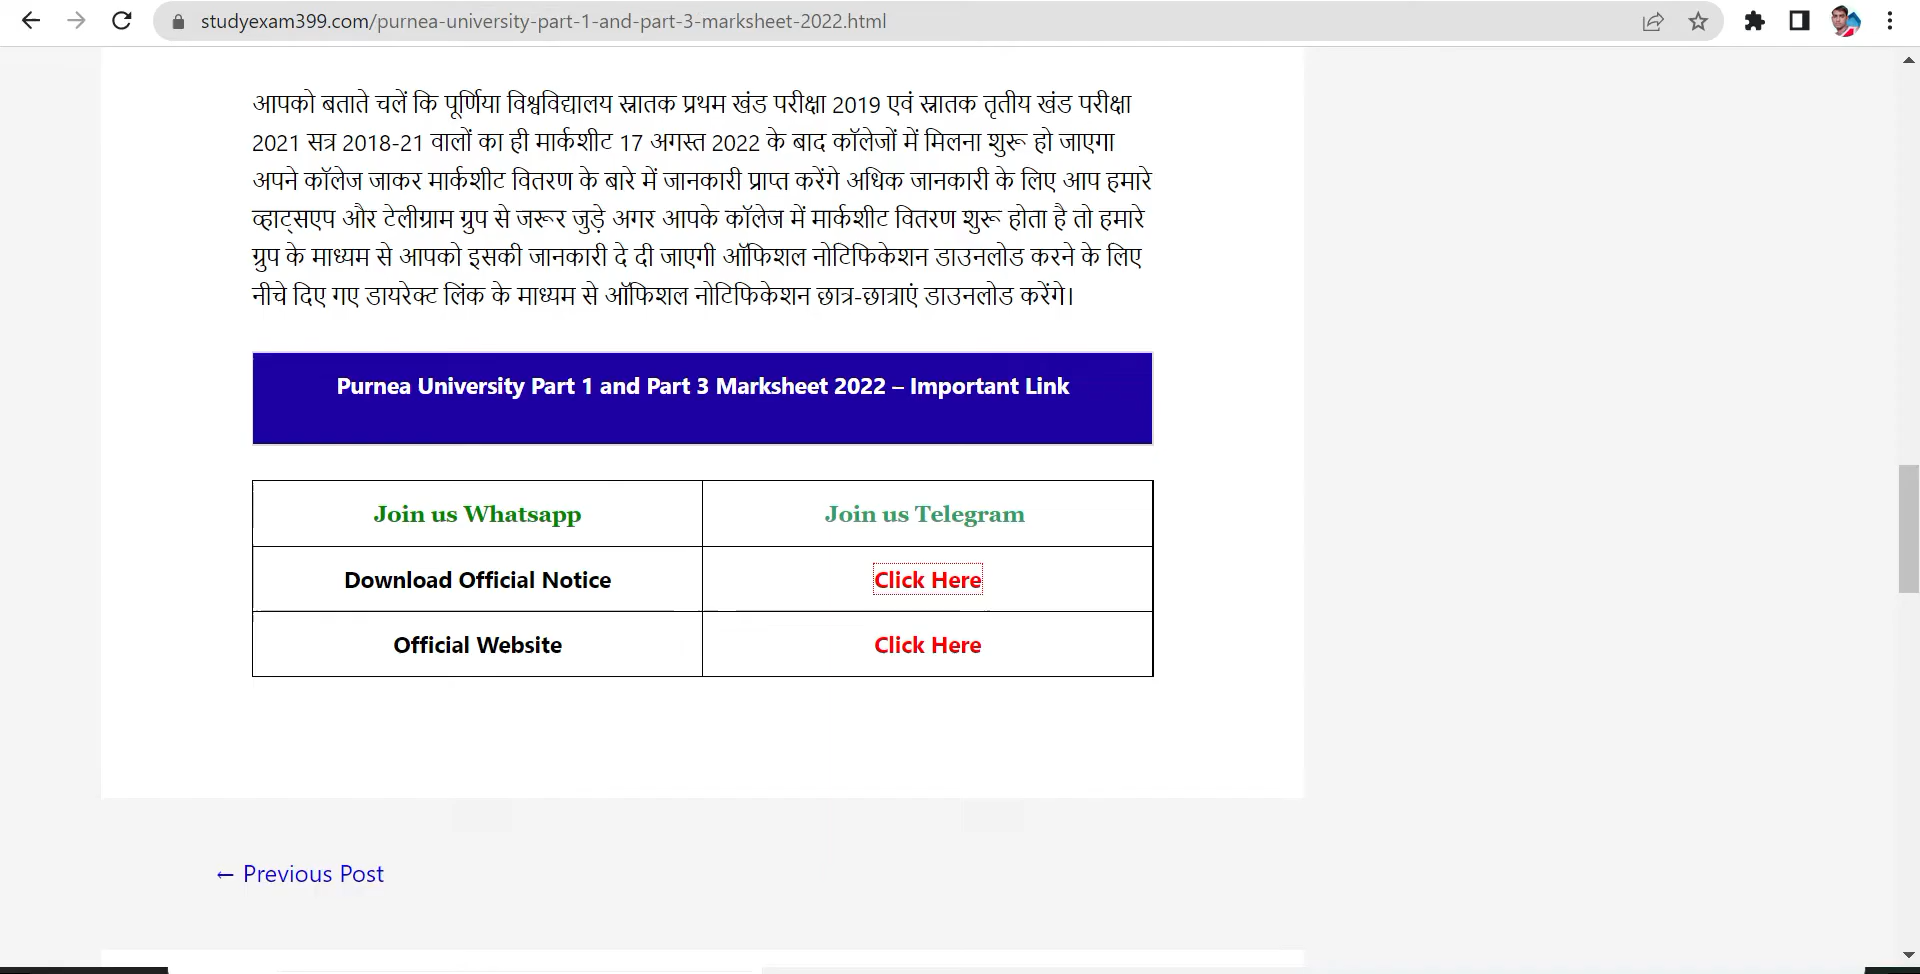 studyexam399.com/purnea-university-part-1-and-part-3-marksheet-2022.html
आपको बताते चलें कि पूर्णिया विश्वविद्यालय स्नातक प्रथम खंड परीक्षा 2019 एवं स्नातक तृतीय खंड परीक्षा
2021 सत्र 2018-21 वालों का ही मार्कशीट 17 अगस्त 2022 के बाद कॉलेजों में मिलना शुरू हो जाएगा
अपने कॉलेज जाकर मार्कशीट वितरण के बारे में जानकारी प्राप्त करेंगे अधिक जानकारी के लिए आप हमारे
व्हाट्सएप और टेलीग्राम ग्रुप से जरूर जुड़े अगर आपके कॉलेज में मार्कशीट वितरण शुरू होता है तो हमारे
ग्रुप के माध्यम से आपको इसकी जानकारी दे दी जाएगी ऑफिशल नोटिफिकेशन डाउनलोड करने के लिए
नीचे दिए गए डायरेक्ट लिंक के माध्यम से ऑफिशल नोटिफिकेशन छात्र-छात्राएं डाउनलोड करेंगे।
Purnea University Part 1 and Part 3 Marksheet 2022 – Important Link
Join us Whatsapp Join us Telegram
Download Official Notice Click Here
Official Website Click Here
← Previous Post